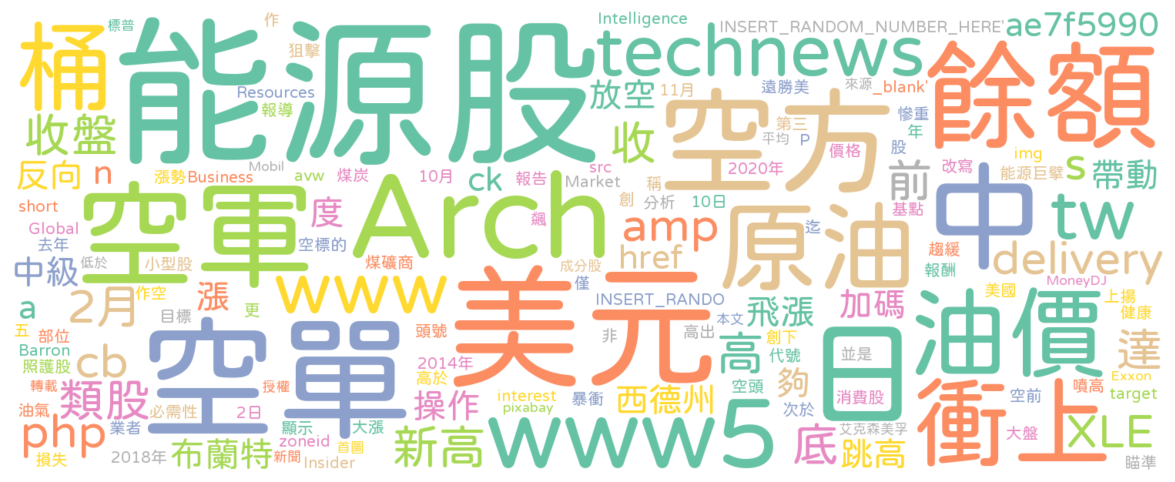 標普
作
Intelligence
INSERT_RANDOM_NUMBER_HERE'
ae7f5990
桶
能源股
狙擊
technews
餘額
Resources
報導
放空
11月
遠勝美
來源
_blank'
收盤
收
空方
第三
平均
P
慘重
年
股
價格
反向
n
漲勢
Business
Mobil
avw
煤炭
10月
ck
報告
src
Market
2020年
前
改寫
img
能源巨擘
s
帶動
short
Global
去年
空軍
空標的
度
Arch
飆
創
稱
分析
10日
amp
原油
迄
基點
中
tw
中級
低於
小型股
煤礦商
成分股
僅
href
趨緩
報酬
delivery
a
2月
作空
目標
漲
更
www
美元
INSERT_RANDO
本文
飛漲
加碼
美國
MoneyDJ
上揚
健康
五
部位
Barron
照護股
cb
空單
頭號
2014年
高於
非
高出
高
創下
代號
日
並是
油價
達
轉載
類股
必需性
授權
2日
操作
interest
pixabay
暴衝
西德州
空頭
夠
次於
消費股
衝上
空前
噴高
Exxon
target
油氣
php
業者
顯示
大漲
新高
www5
底
艾克森美孚
跳高
大盤
XLE
損失
2018年
布蘭特
zoneid
新聞
首圖
Insider
瞄準